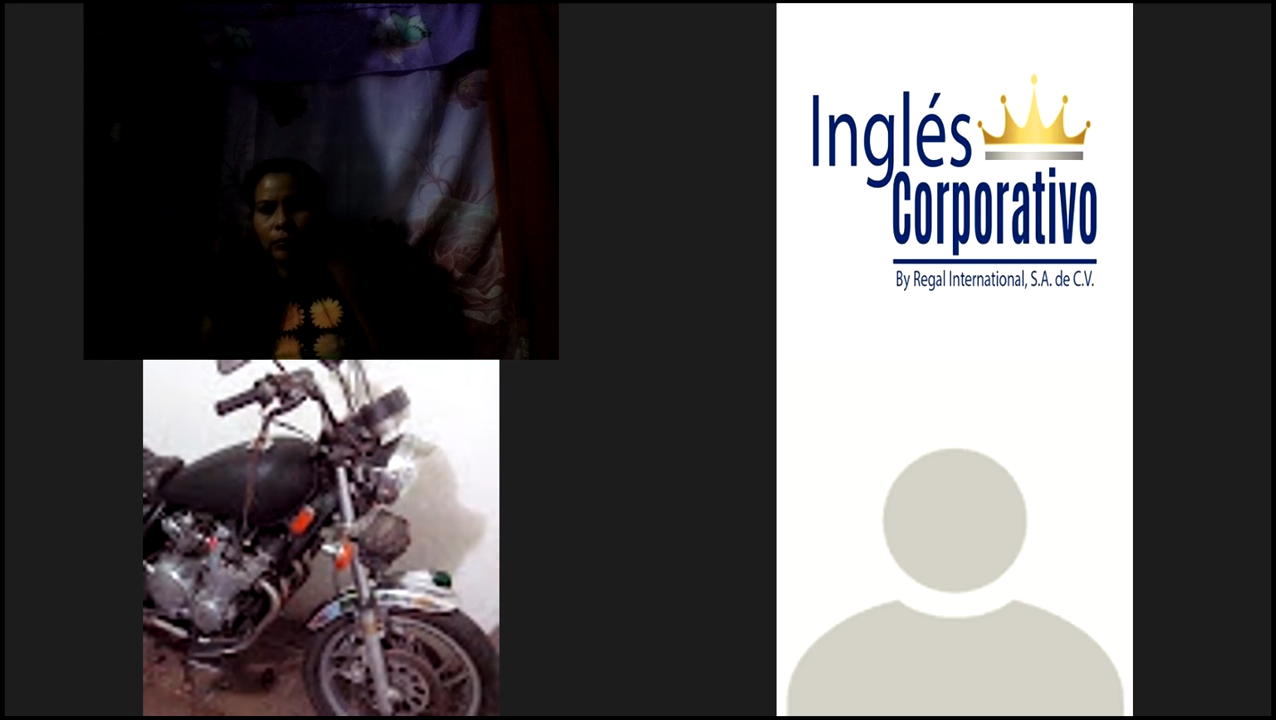 Inglés
Corporativo
By Regal International, S.A. de C.V.